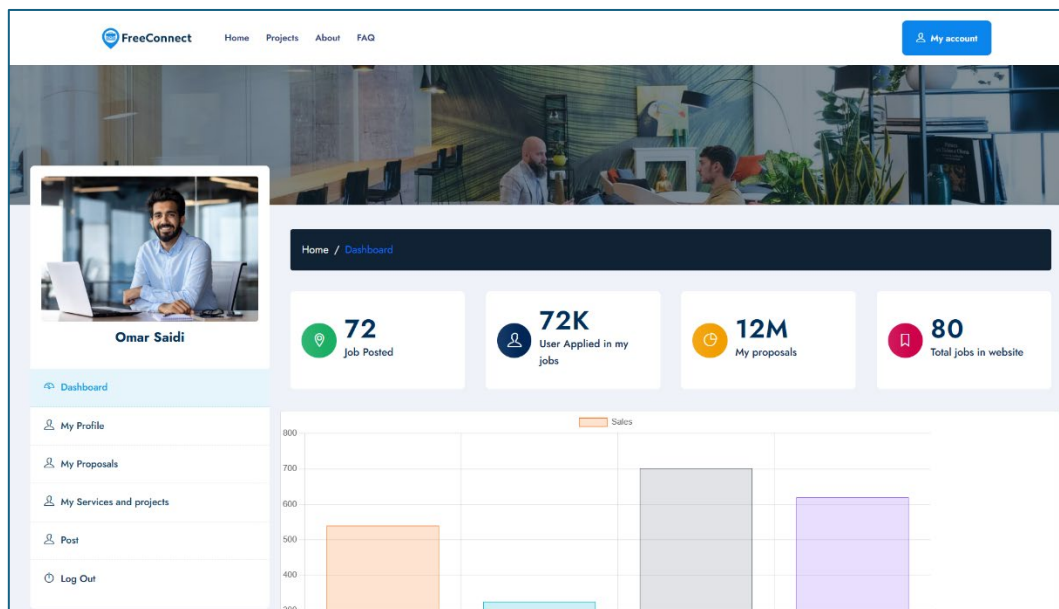 FreeConnect
Home Projects About FAQ
My account
Omar Saidi
Dashboard
My Profile
My Proposals
My Services and projects
Post
Log Out
Home / Dashboard
72
Job Posted
72K
User Applied in my
jobs
12M
My proposals
80
Total jobs in website
Sales
800
700
600
500
400
300